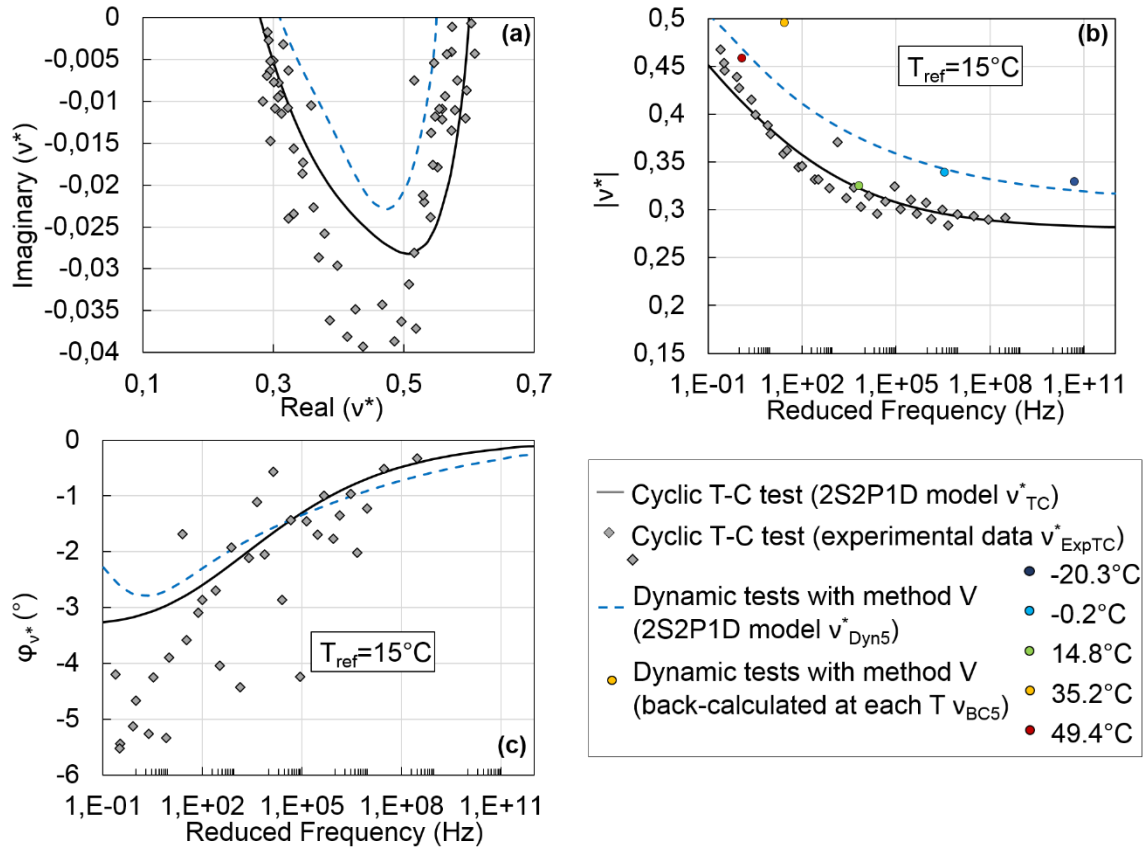 (a)
0
-0,005
-0,01
-0,015
-0,02
-0,025
-0,03
-0,035
-0,04
Imaginary (ν*)
0,1
0,3
0,5
0,7
Real (ν*)
(b)
T_ref=15°C
0,5
0,45
0,4
0,35
0,3
0,25
0,2
0,15
|ν*|
1,E-01
1,E+02
1,E+05
1,E+08
1,E+11
Reduced Frequency (Hz)
0
-1
-2
-3
-4
-5
-6
φ_ν* (°)
T_ref=15°C
(c)
1,E-01
1,E+02
1,E+05
1,E+08
1,E+11
Reduced Frequency (Hz)
Cyclic T-C test (2S2P1D model ν*_TC)
Cyclic T-C test (experimental data ν*_ExpTC)
Dynamic tests with method V
(2S2P1D model ν*_Dyn5)
Dynamic tests with method V
(back-calculated at each T ν_BC5)
-20.3°C
-0.2°C
14.8°C
35.2°C
49.4°C